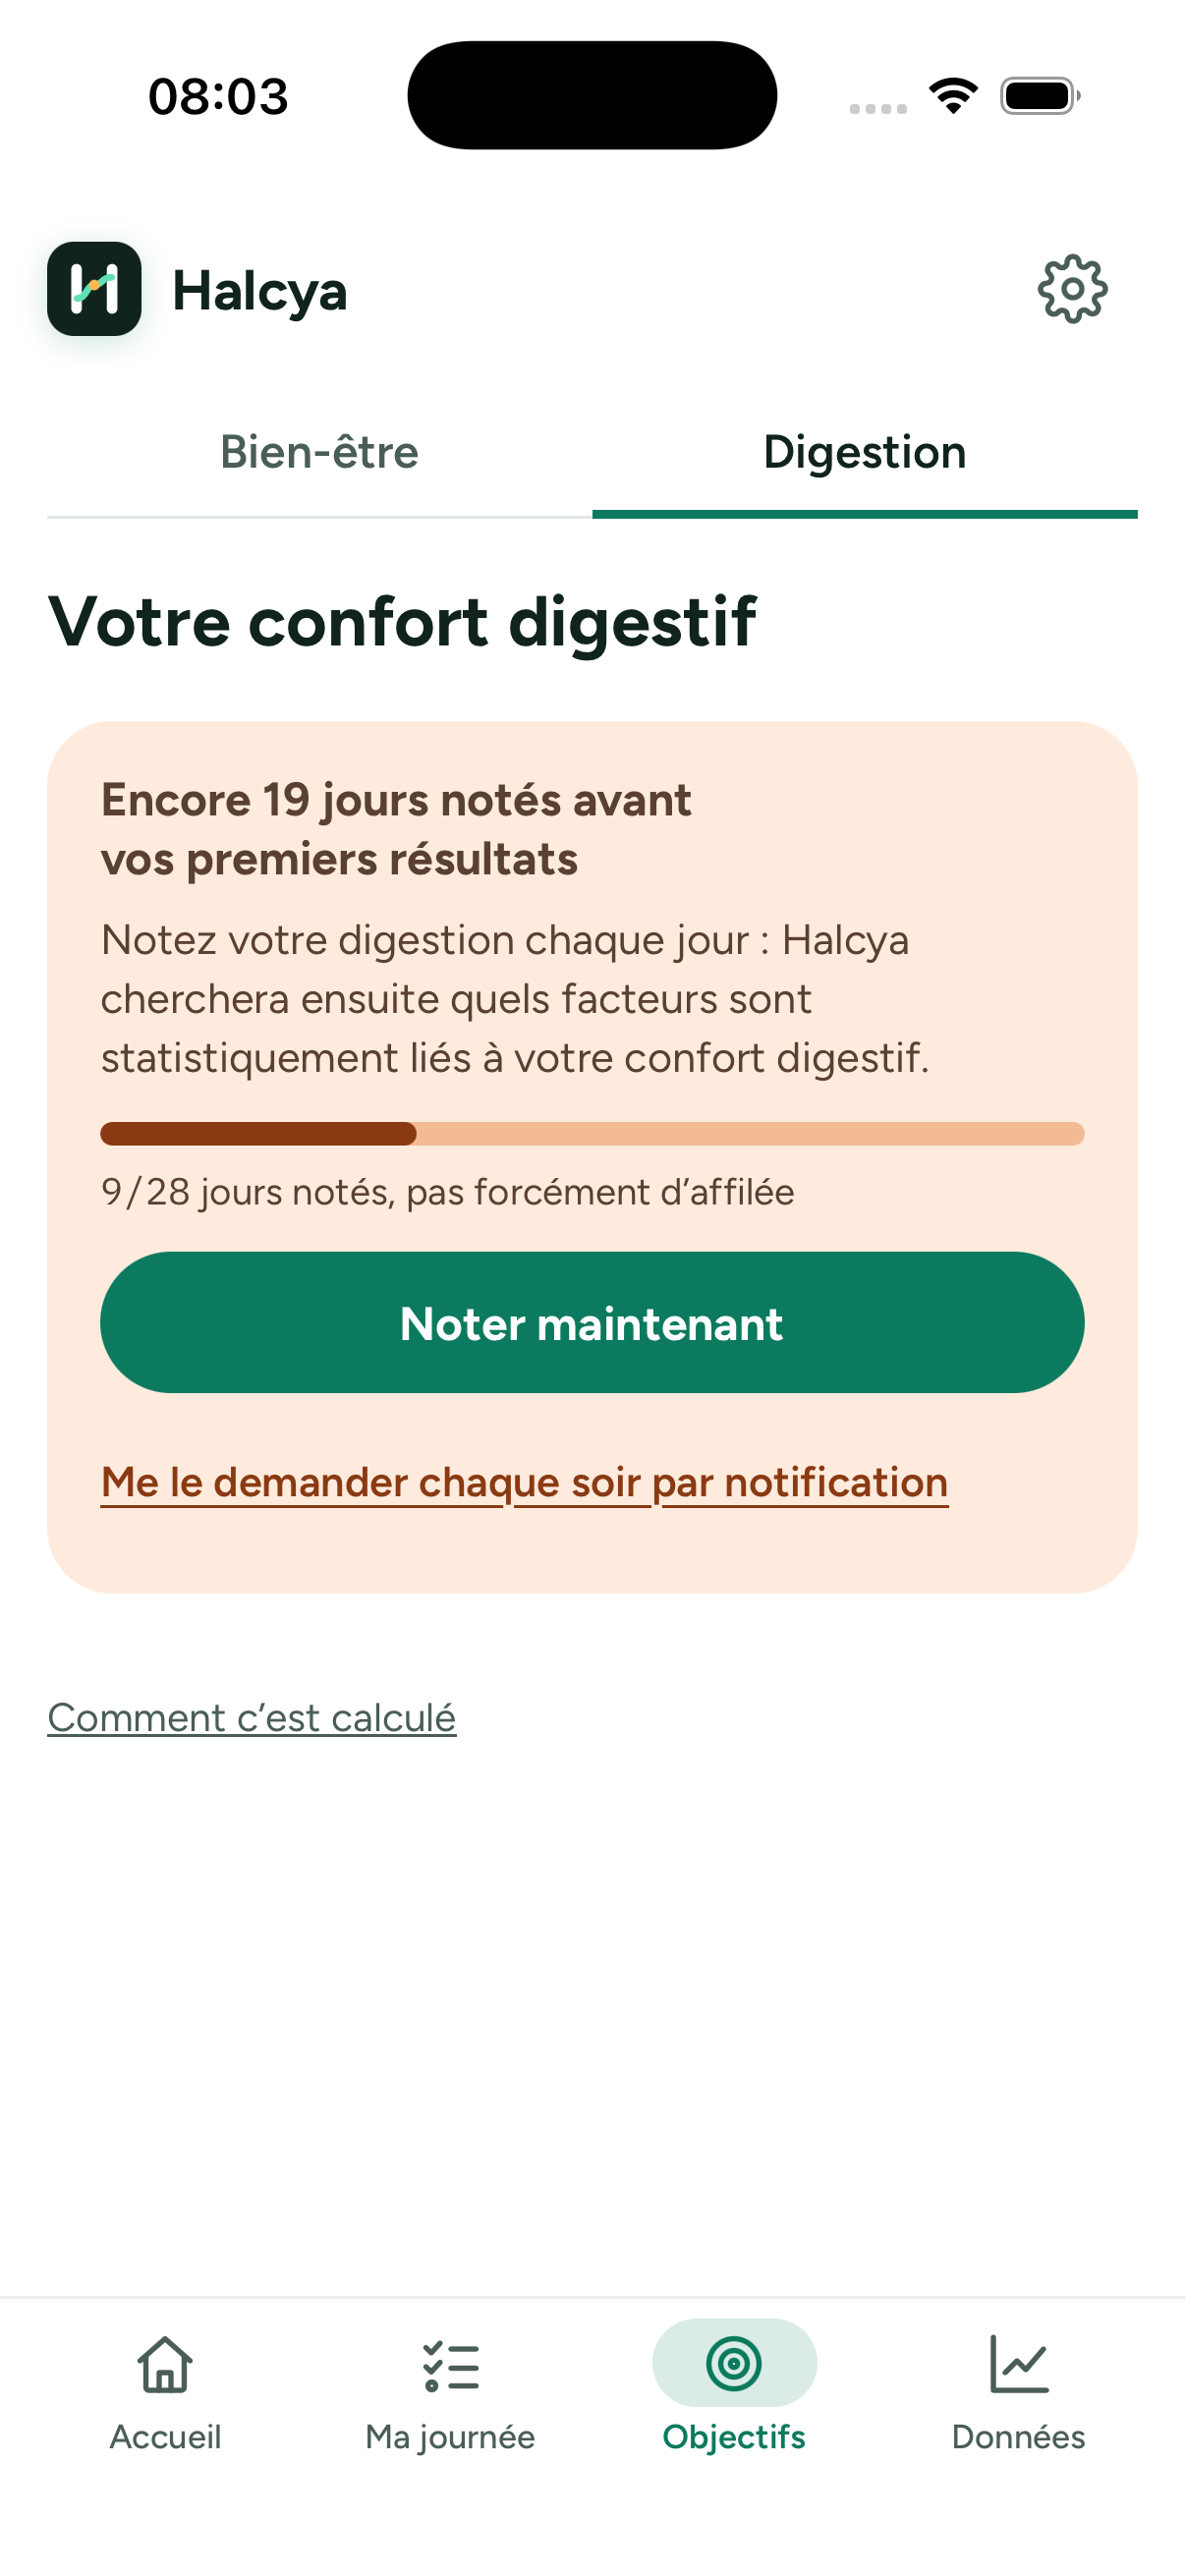 08:03
Halcya
Bien-être
Digestion
Votre confort digestif
Encore 19 jours notés avant
vos premiers résultats
Notez votre digestion chaque jour : Halcya
cherchera ensuite quels facteurs sont
statistiquement liés à votre confort digestif.
9/28 jours notés, pas forcément d’affilée
Noter maintenant
Me le demander chaque soir par notification
Comment c’est calculé
Accueil
Ma journée
Objectifs
Données